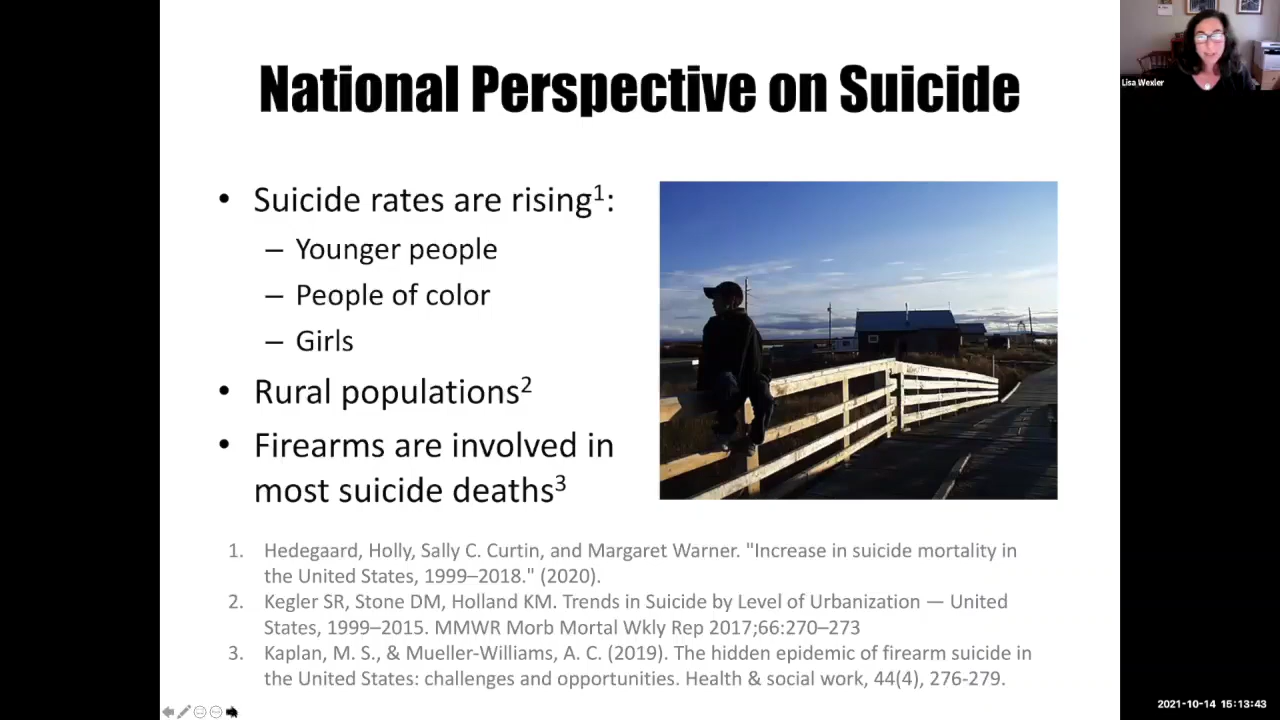 National Perspective on Suicide
Lisa Wexler
• Suicide rates are rising¹:
– Younger people
– People of color
– Girls
• Rural populations²
• Firearms are involved in
most suicide deaths³
1. Hedegaard, Holly, Sally C. Curtin, and Margaret Warner. "Increase in suicide mortality in
the United States, 1999–2018." (2020).
2. Kegler SR, Stone DM, Holland KM. Trends in Suicide by Level of Urbanization — United
States, 1999–2015. MMWR Morb Mortal Wkly Rep 2017;66:270–273
3. Kaplan, M. S., & Mueller-Williams, A. C. (2019). The hidden epidemic of firearm suicide in
the United States: challenges and opportunities. Health & social work, 44(4), 276-279.
2021-10-14 15:13:43